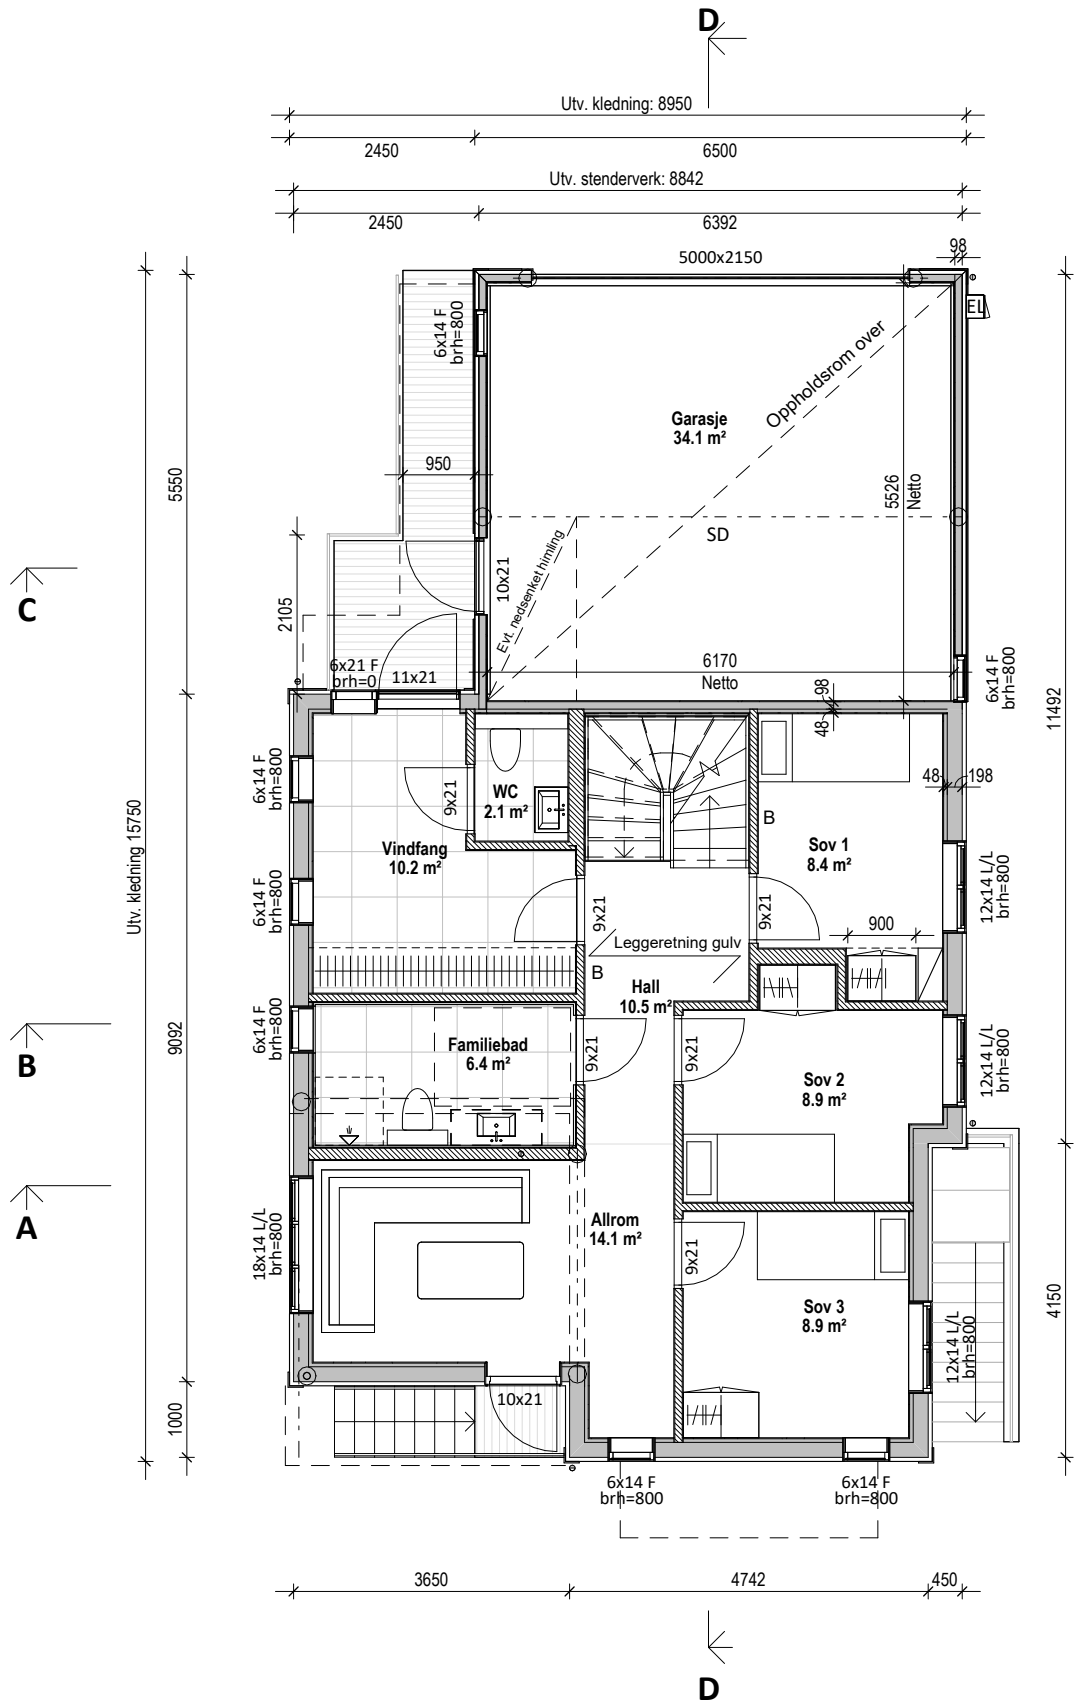 D
Utv. kledning: 8950
2450
6500
Utv. stenderverk: 8842
2450
6392
98
5000x2150
EL
6x14 F
brh=800
Oppholdsrom over
Garasje
34.1 m²
950
5526
Netto
5550
Evt. nedsenket himling
SD
10x21
C
2105
6170
Netto
6x21 F
brh=0
11x21
6x14 F
brh=800
98
48
11492
48
198
6x14 F
brh=800
9x21
WC
2.1 m²
B
Vindfang
10.2 m²
Sov 1
8.4 m²
12x14 L/L
brh=800
Utv. kledning 15750
6x14 F
brh=800
9x21
9x21
900
Leggeretning gulv
B
Hall
10.5 m²
6x14 F
brh=800
9092
B
Familiebad
6.4 m²
9x21
9x21
Sov 2
8.9 m²
12x14 L/L
brh=800
A
18x14 L/L
brh=800
Allrom
14.1 m²
9x21
Sov 3
8.9 m²
12x14 L/L
brh=800
4150
1000
10x21
6x14 F
brh=800
6x14 F
brh=800
3650
4742
450
D